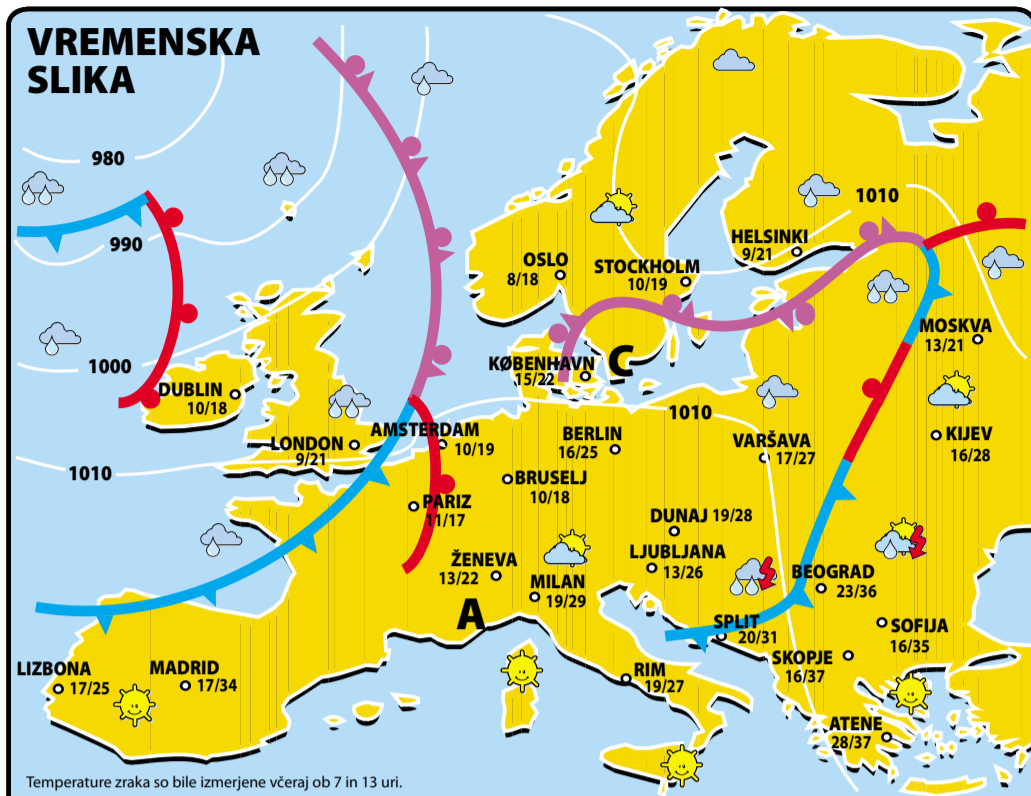 VREMENSKA
SLIKA
980
990
1000
1010
1010
1010
OSLO
8/18
STOCKHOLM
10/19
HELSINKI
9/21
MOSKVA
13/21
KØBENHAVN
15/22
C
DUBLIN
10/18
LONDON
9/21
AMSTERDAM
10/19
BERLIN
16/25
VARŠAVA
17/27
KIJEV
16/28
BRUSELJ
10/18
PARIZ
11/17
DUNAJ 19/28
LJUBLJANA
13/26
ŽENEVA
13/22
MILAN
19/29
BEOGRAD
23/36
A
SPLIT
20/31
SOFIJA
16/35
SKOPJE
16/37
LIZBONA
17/25
MADRID
17/34
RIM
19/27
ATENE
28/37
Temperature zraka so bile izmerjene včeraj ob 7 in 13 uri.